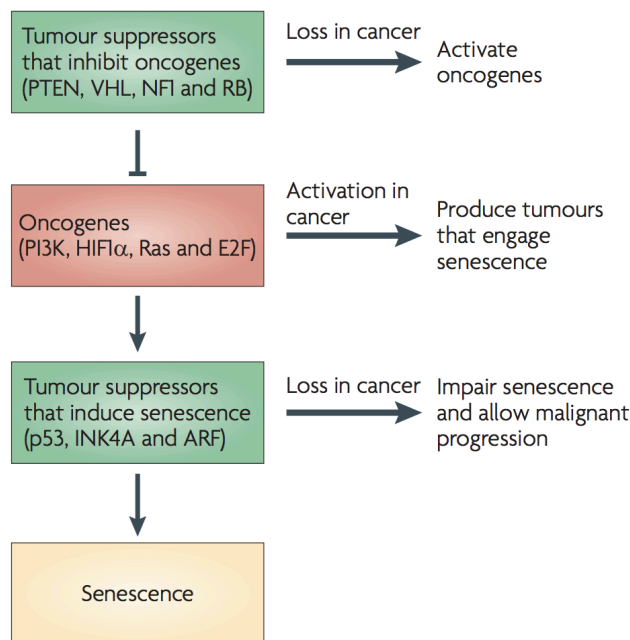 Tumour suppressors
that inhibit oncogenes
(PTEN, VHL, NF1 and RB)
Loss in cancer
Activate
oncogenes
Oncogenes
(PI3K, HIF1α, Ras and E2F)
Activation in
cancer
Produce tumours
that engage
senescence
Tumour suppressors
that induce senescence
(p53, INK4A and ARF)
Loss in cancer
Impair senescence
and allow malignant
progression
Senescence